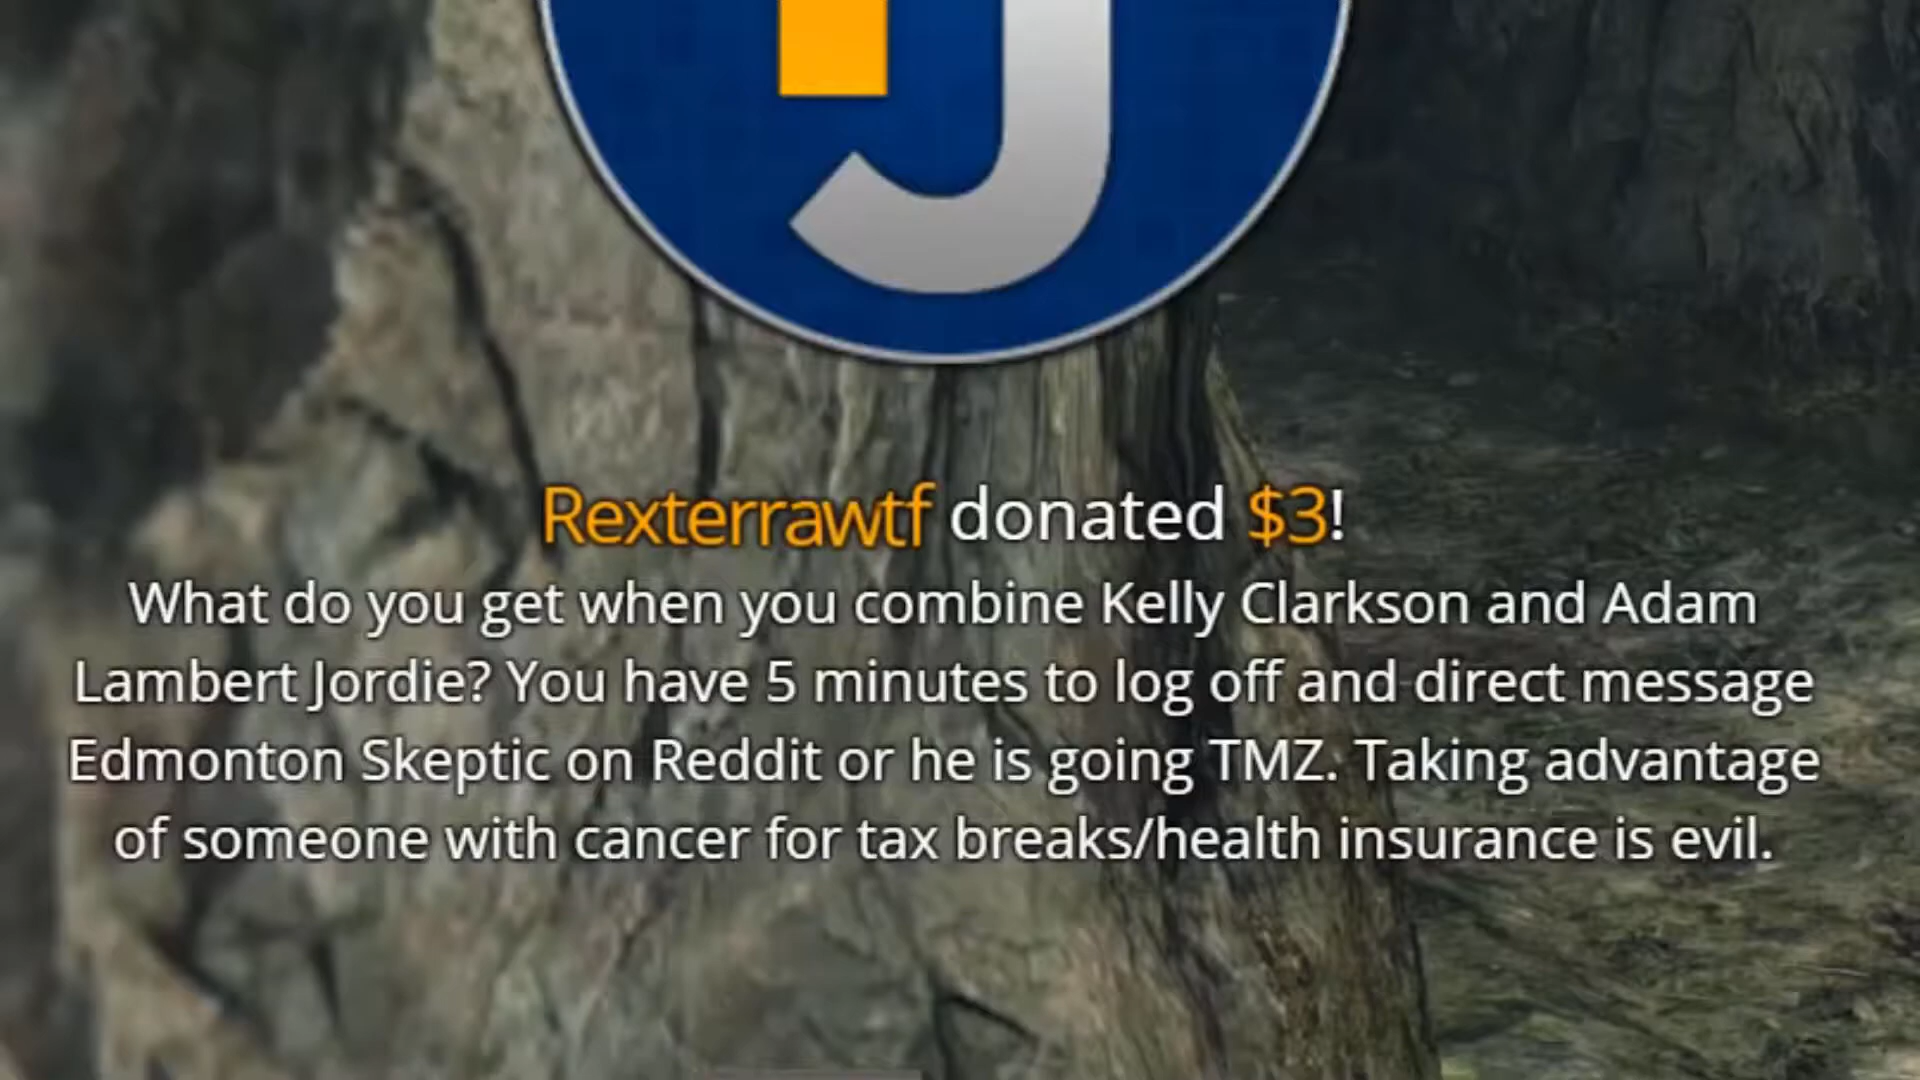 J
Rexterrawtf donated $3!
What do you get when you combine Kelly Clarkson and Adam
Lambert Jordie? You have 5 minutes to log off and direct message
Edmonton Skeptic on Reddit or he is going TMZ. Taking advantage
of someone with cancer for tax breaks/health insurance is evil.